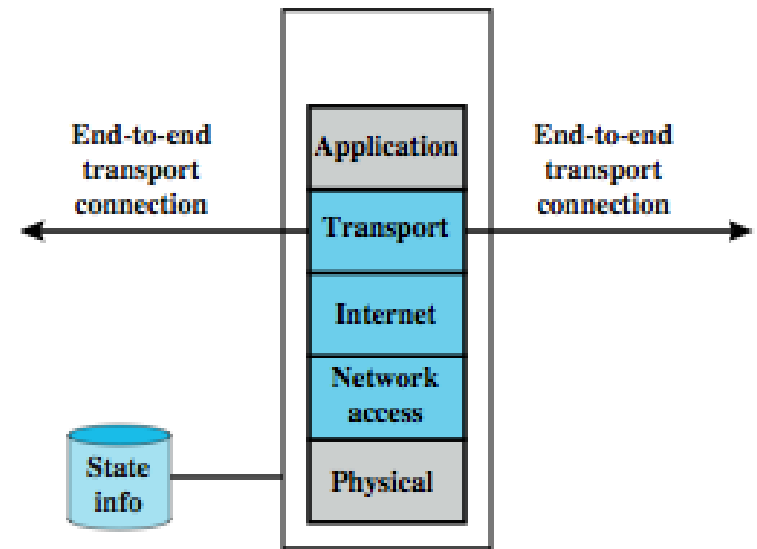 End-to-end
transport
connection
Application
Transport
Internet
Network
access
Physical
End-to-end
transport
connection
State
info